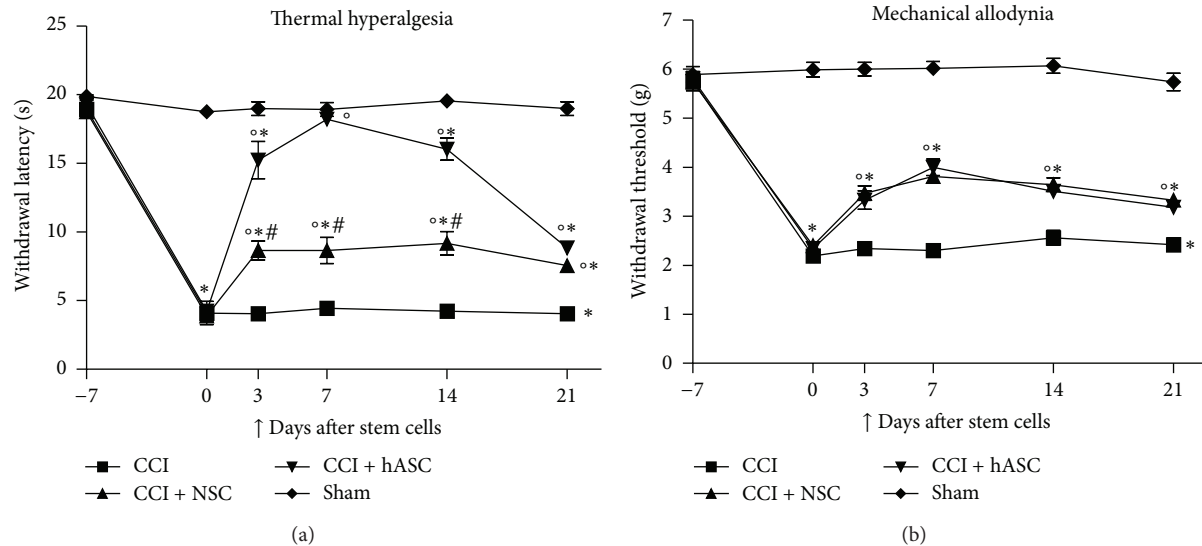 Thermal hyperalgesia
25
20
15
10
5
0
Withdrawal latency (s)
°*
°
°*
°*#
°*#
°*#
°*
°*
*
*
−7 0 3 7 14 21
↑ Days after stem cells
CCI
CCI + NSC
CCI + hASC
Sham
(a)
Mechanical allodynia
7
6
5
4
3
2
1
0
Withdrawal threshold (g)
°*
°*
°*
°*
*
*
−7 0 3 7 14 21
↑ Days after stem cells
CCI
CCI + NSC
CCI + hASC
Sham
(b)